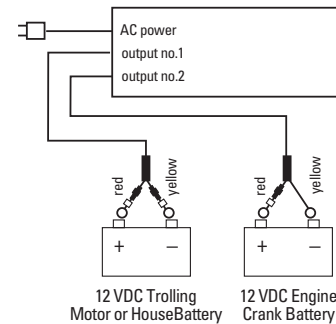 AC power
output no.1
output no.2
red
yellow
red
yellow
+
−
+
−
12 VDC Trolling
Motor or HouseBattery
12 VDC Engine
Crank Battery